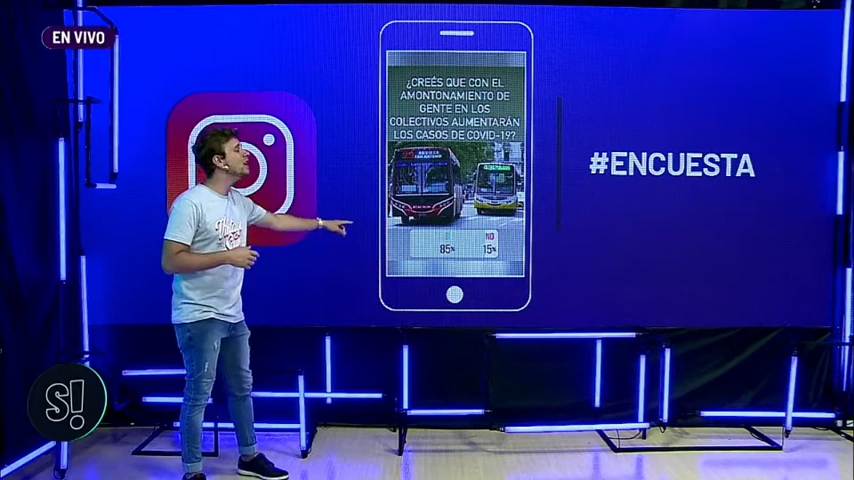 EN VIVO
¿CREÉS QUE CON EL
AMONTONAMIENTO DE
GENTE EN LOS
COLECTIVOS AUMENTARÁN
LOS CASOS DE COVID-19?
NO
85% 15%
#ENCUESTA
S!